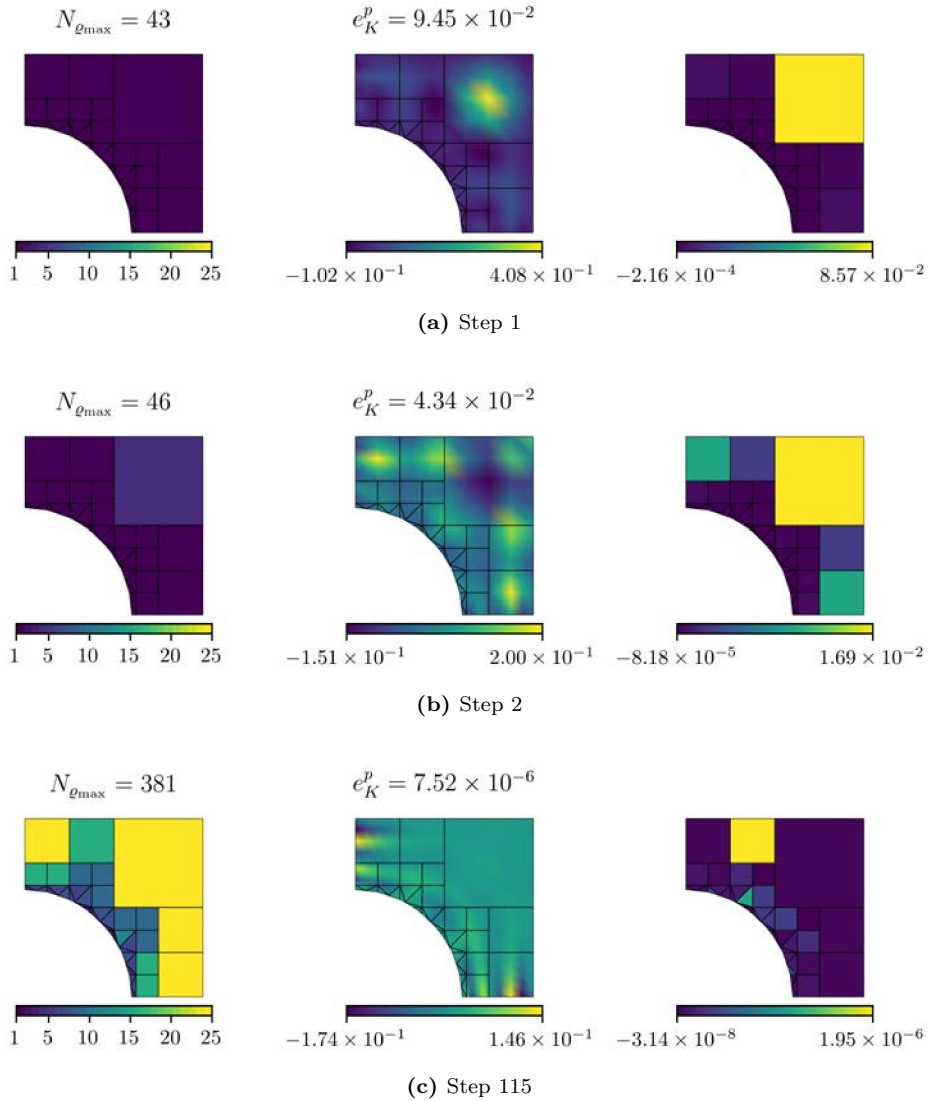 N_{ϱmax} = 43
e_K^p = 9.45 × 10^{-2}
1 5 10 15 20 25
−1.02 × 10^{-1} 4.08 × 10^{-1}
−2.16 × 10^{-4} 8.57 × 10^{-2}
(a) Step 1
N_{ϱmax} = 46
e_K^p = 4.34 × 10^{-2}
1 5 10 15 20 25
−1.51 × 10^{-1} 2.00 × 10^{-1}
−8.18 × 10^{-5} 1.69 × 10^{-2}
(b) Step 2
N_{ϱmax} = 381
e_K^p = 7.52 × 10^{-6}
1 5 10 15 20 25
−1.74 × 10^{-1} 1.46 × 10^{-1}
−3.14 × 10^{-8} 1.95 × 10^{-6}
(c) Step 115